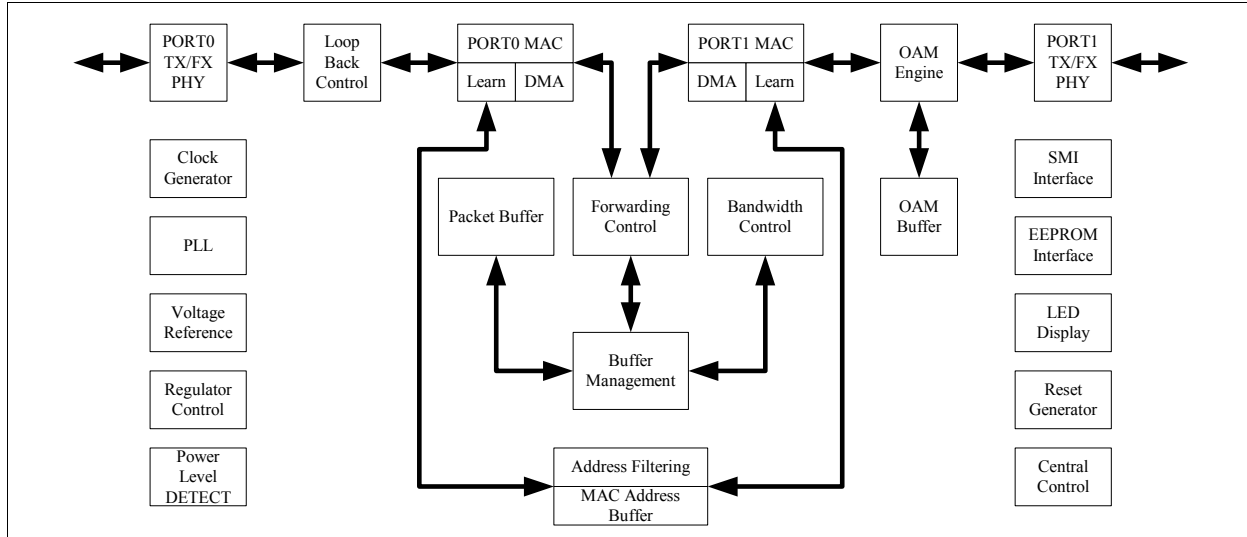 PORT0
TX/FX
PHY
Loop
Back
Control
PORT0 MAC
Learn
DMA
PORT1 MAC
DMA
Learn
OAM
Engine
PORT1
TX/FX
PHY
Clock
Generator
SMI
Interface
Packet Buffer
Forwarding
Control
Bandwidth
Control
OAM
Buffer
PLL
EEPROM
Interface
Voltage
Reference
LED
Display
Buffer
Management
Regulator
Control
Reset
Generator
Power
Level
DETECT
Address Filtering
MAC Address
Buffer
Central
Control